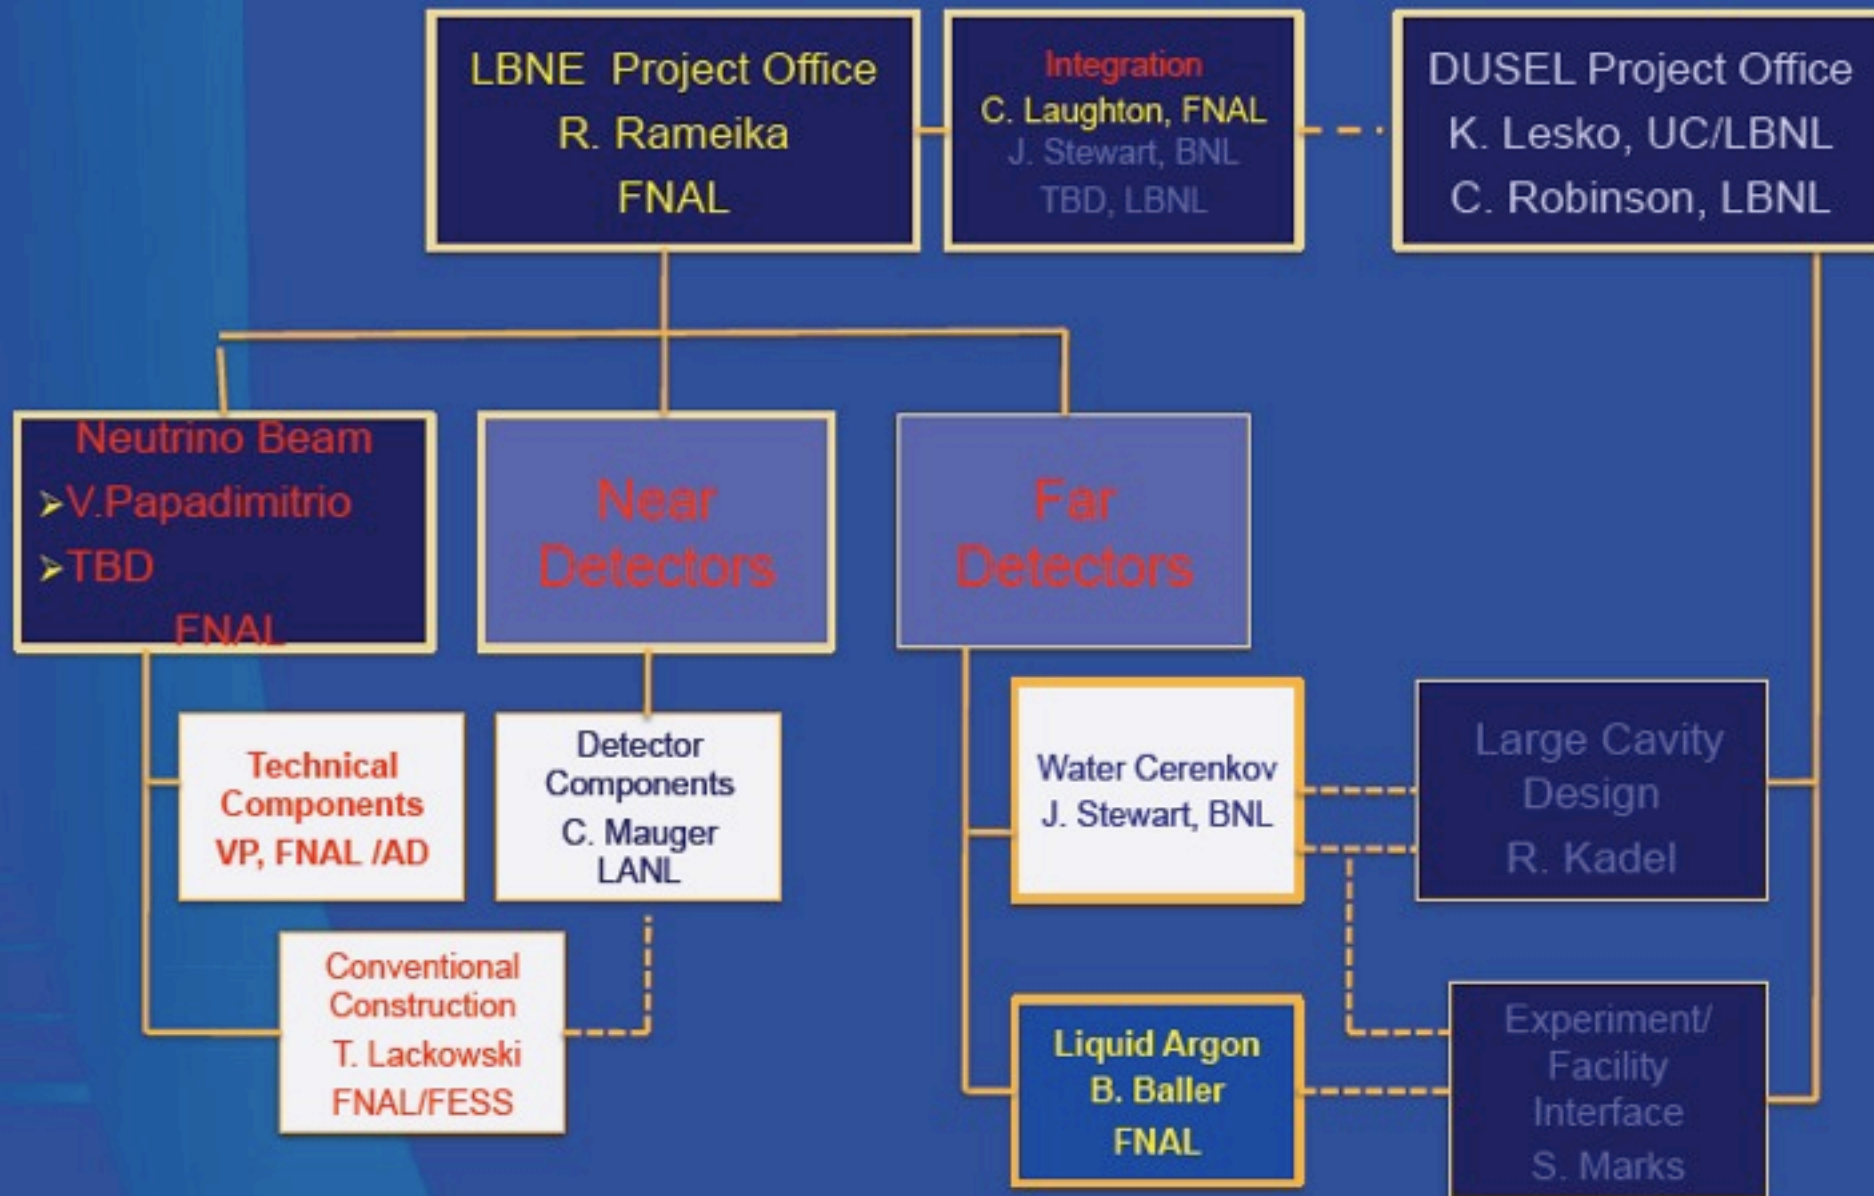 LBNE Project Office
R. Rameika
FNAL
Integration
C. Laughton, FNAL
J. Stewart, BNL
TBD, LBNL
DUSEL Project Office
K. Lesko, UC/LBNL
C. Robinson, LBNL
Neutrino Beam
➢V.Papadimitrio
➢TBD
FNAL
Near
Detectors
Far
Detectors
Technical
Components
VP, FNAL /AD
Detector
Components
C. Mauger
LANL
Water Cerenkov
J. Stewart, BNL
Large Cavity
Design
R. Kadel
Conventional
Construction
T. Lackowski
FNAL/FESS
Liquid Argon
B. Baller
FNAL
Experiment/
Facility
Interface
S. Marks